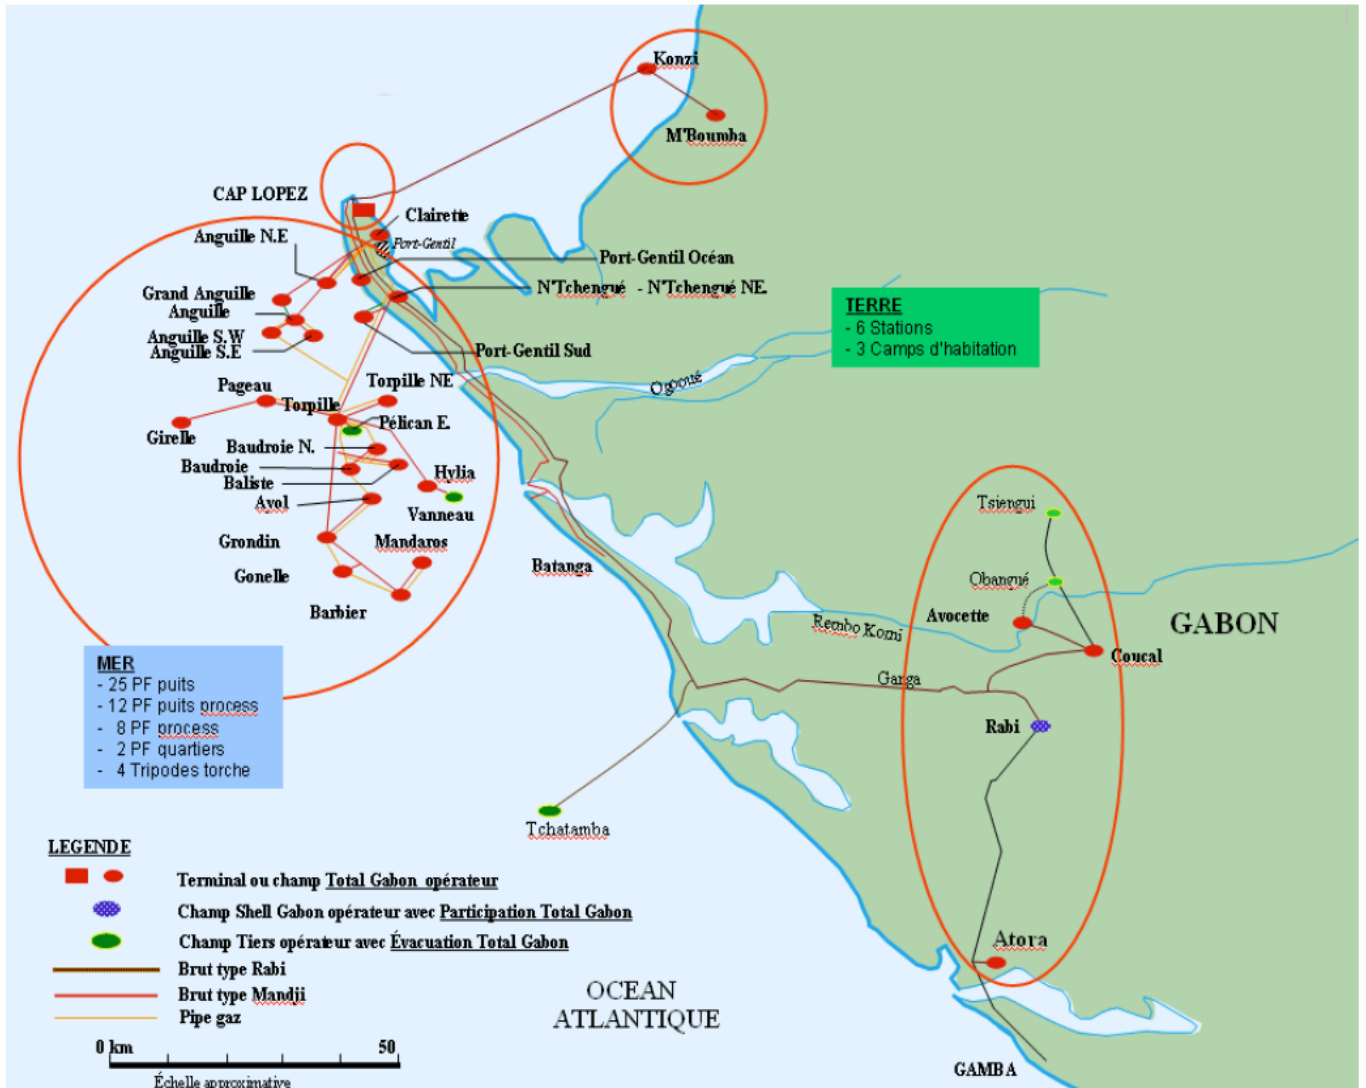 Konzi
M'Boumba
CAP LOPEZ
Clairette
Anguille N.E
Port-Gentil
Port-Gentil Océan
Grand Anguille
N'Tchengué - N'Tchengué NE.
Anguille
Anguille S.W
Anguille S.E
Port-Gentil Sud
TERRE
- 6 Stations
- 3 Camps d'habitation
Ogooué
Pageau
Torpille NE
Torpille
Girelle
Pélican E.
Baudroie N.
Baudroie
Baliste
Hylia
Ayol
Vanneau
Tsiengui
Grondin
Mandaros
Gonelle
Batanga
Obangué
Barbier
Avocette
Rembo Komi
GABON
Coucal
MER
- 25 PF puits
- 12 PF puits process
- 8 PF process
- 2 PF quartiers
- 4 Tripodes torche
Ganga
Rabi
Tchatamba
LEGENDE
Terminal ou champ Total Gabon opérateur
Champ Shell Gabon opérateur avec Participation Total Gabon
Champ Tiers opérateur avec Évacuation Total Gabon
Atora
Brut type Rabi
Brut type Mandji
Pipe gaz
OCEAN
ATLANTIQUE
0 km 50
GAMBA
Échelle approximative